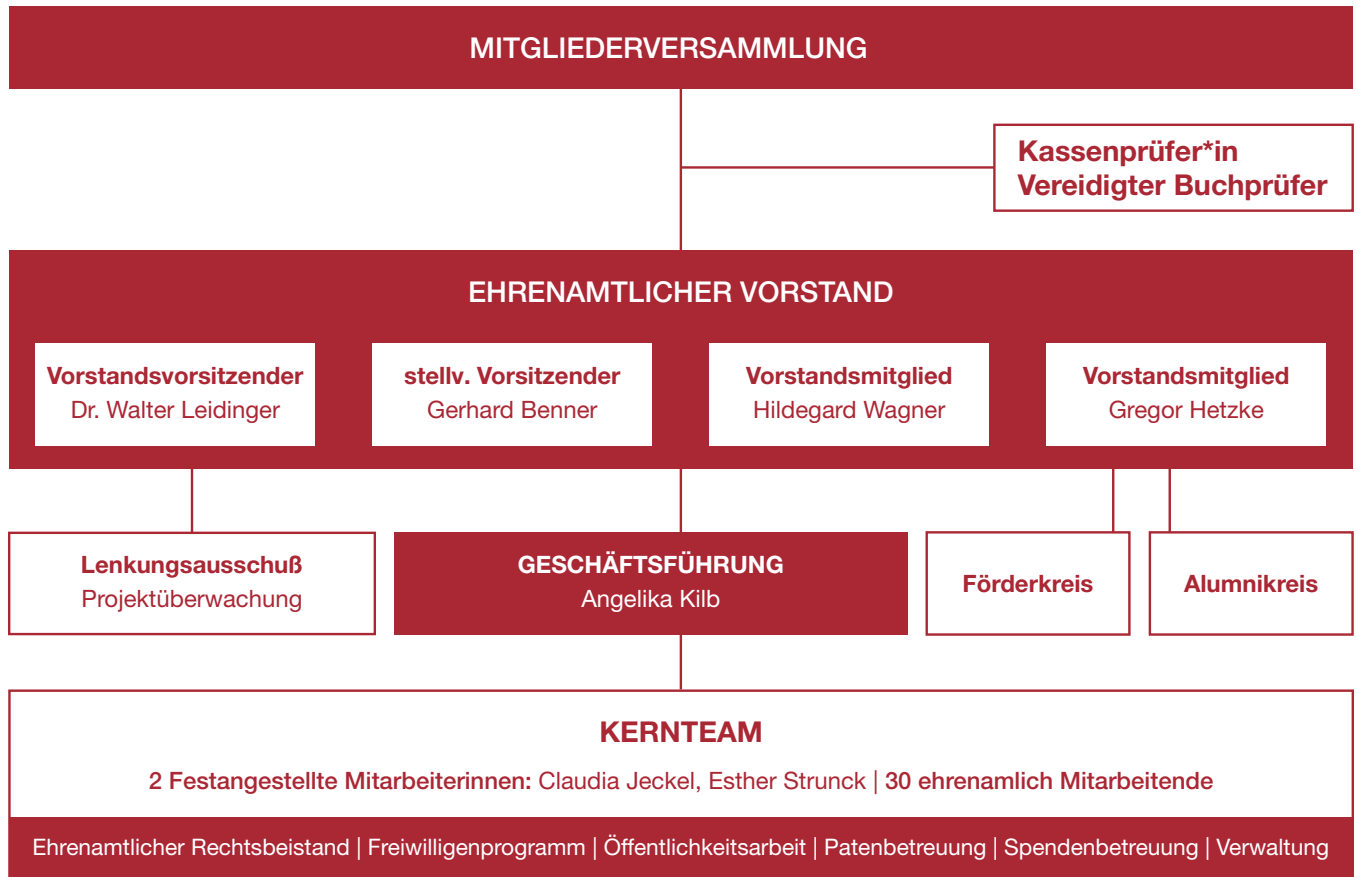 MITGLIEDERVERSAMMLUNG
Kassenprüfer*in
Vereidigter Buchprüfer
EHRENAMTLICHER VORSTAND
Vorstandsvorsitzender
Dr. Walter Leidinger
stellv. Vorsitzender
Gerhard Benner
Vorstandsmitglied
Hildegard Wagner
Vorstandsmitglied
Gregor Hetzke
Lenkungsausschuß
Projektüberwachung
GESCHÄFTSFÜHRUNG
Angelika Kilb
Förderkreis
Alumnikreis
KERNTEAM
2 Festangestellte Mitarbeiterinnen: Claudia Jeckel, Esther Strunck | 30 ehrenamlich Mitarbeitende
Ehrenamtlicher Rechtsbeistand | Freiwilligenprogramm | Öffentlichkeitsarbeit | Patenbetreuung | Spendenbetreuung | Verwaltung